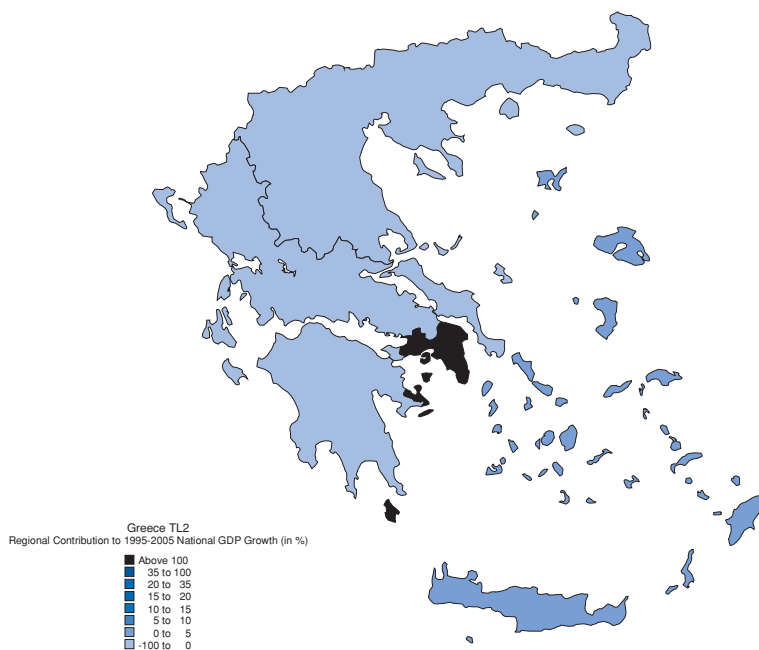 Greece TL2
Regional Contribution to 1995-2005 National GDP Growth (in %)
Above 100
35 to 100
20 to 35
15 to 20
10 to 15
5 to 10
0 to 5
-100 to 0